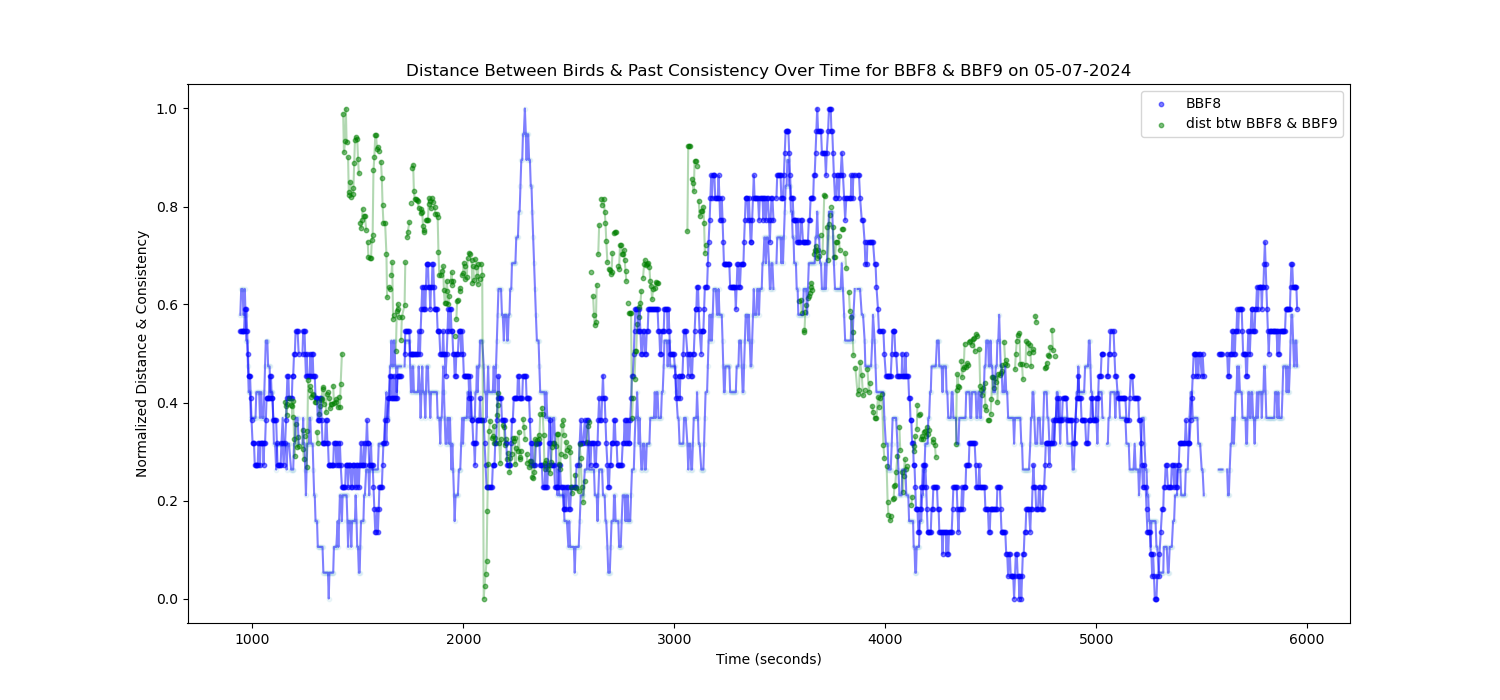 Distance Between Birds & Past Consistency Over Time for BBF8 & BBF9 on 05-07-2024
BBF8
dist btw BBF8 & BBF9
Normalized Distance & Consistency
1.0
0.8
0.6
0.4
0.2
0.0
1000 2000 3000 4000 5000 6000
Time (seconds)